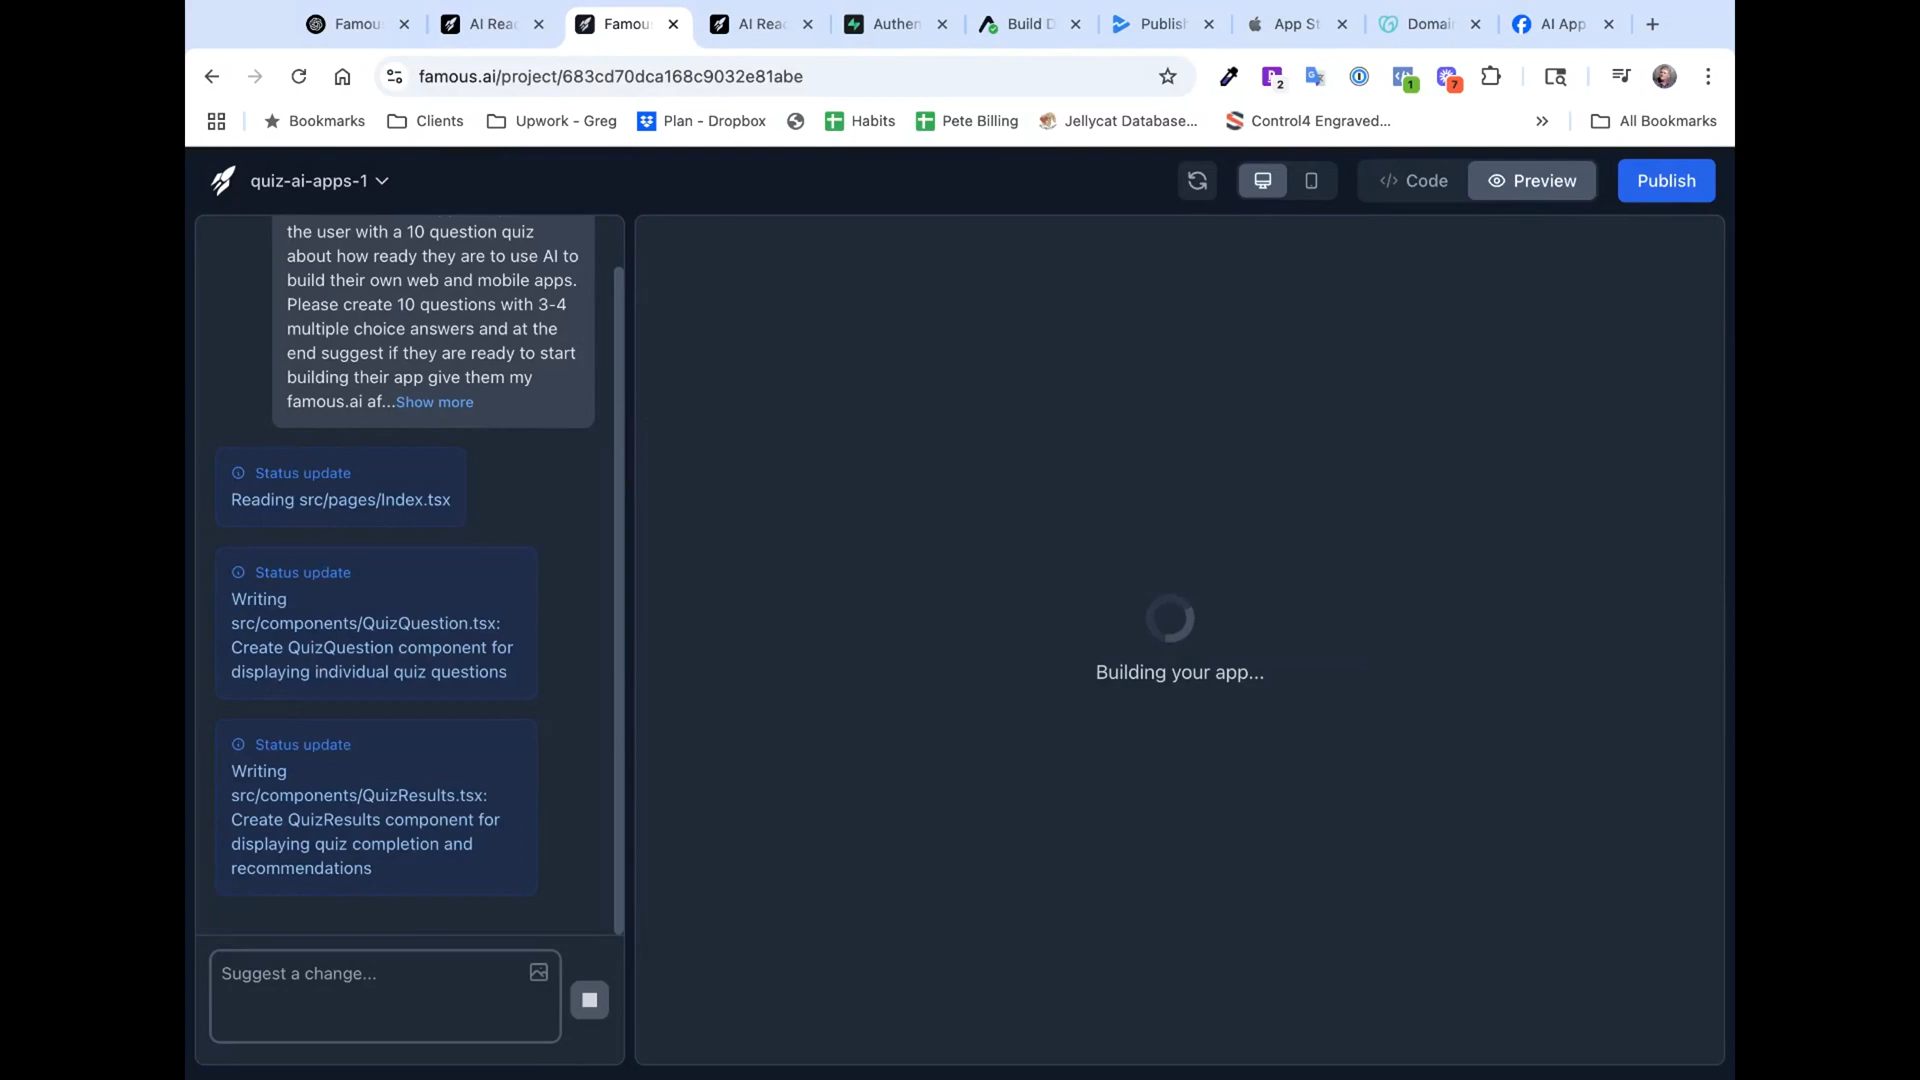 Famou
AI Rea
Famou
AI Rea
Authen
Build D
Publish
App St
Domai
AI App
famous.ai/project/683cd70dca168c9032e81abe
2
1
7
Bookmarks
Clients
Upwork - Greg
Plan - Dropbox
Habits
Pete Billing
Jellycat Database...
Control4 Engraved...
All Bookmarks
quiz-ai-apps-1
Code
Preview
Publish
the user with a 10 question quiz
about how ready they are to use AI to
build their own web and mobile apps.
Please create 10 questions with 3-4
multiple choice answers and at the
end suggest if they are ready to start
building their app give them my
famous.ai af...Show more
Status update
Reading src/pages/Index.tsx
Status update
Writing
src/components/QuizQuestion.tsx:
Create QuizQuestion component for
displaying individual quiz questions
Status update
Writing
src/components/QuizResults.tsx:
Create QuizResults component for
displaying quiz completion and
recommendations
Building your app...
Suggest a change...